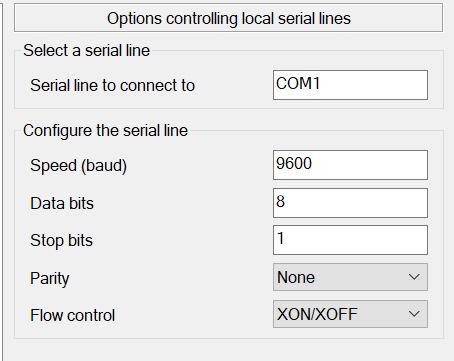 Options controlling local serial lines
Select a serial line
Serial line to connect to COM1
Configure the serial line
Speed (baud) 9600
Data bits 8
Stop bits 1
Parity None
Flow control XON/XOFF